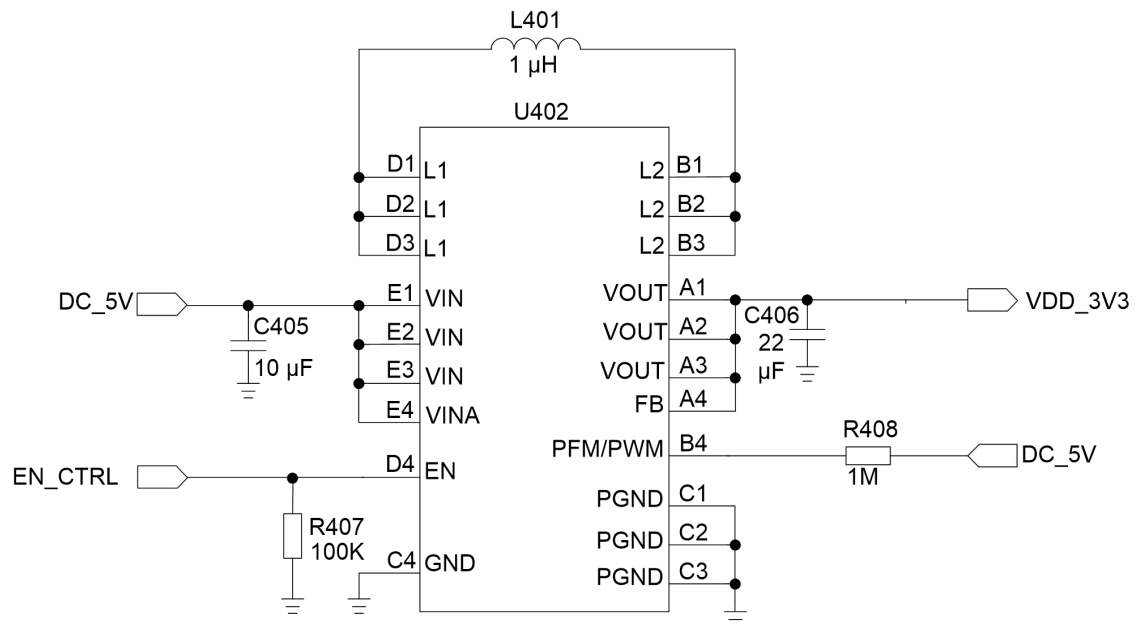 L401
1 µH
U402
D1 L1 L2 B1
D2 L1 L2 B2
D3 L1 L2 B3
DC_5V E1 VIN VOUT A1 VDD_3V3
C405 C406
E2 VIN VOUT A2 22
10 µF E3 VIN VOUT A3 µF
E4 VINA FB A4
R408
PFM/PWM B4 DC_5V
1M
EN_CTRL D4 EN
PGND C1
R407
100K PGND C2
C4 GND PGND C3